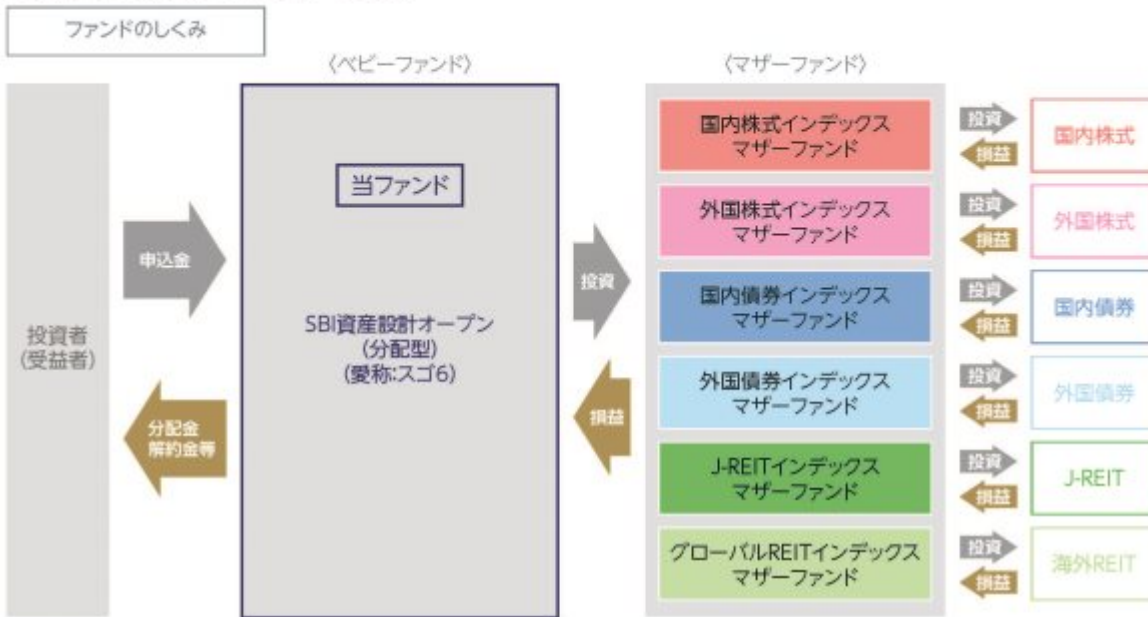 ファンドのしくみ
〈ベビーファンド〉
〈マザーファンド〉
投資者
(受益者)
申込金
分配金
解約金等
当ファンド
SBI資産設計オープン
(分配型)
(愛称:スゴ6)
投資
損益
国内株式インデックス
マザーファンド
投資
損益
国内株式
外国株式インデックス
マザーファンド
投資
損益
外国株式
国内債券インデックス
マザーファンド
投資
損益
国内債券
外国債券インデックス
マザーファンド
投資
損益
外国債券
J-REITインデックス
マザーファンド
投資
損益
J-REIT
グローバルREITインデックス
マザーファンド
投資
損益
海外REIT